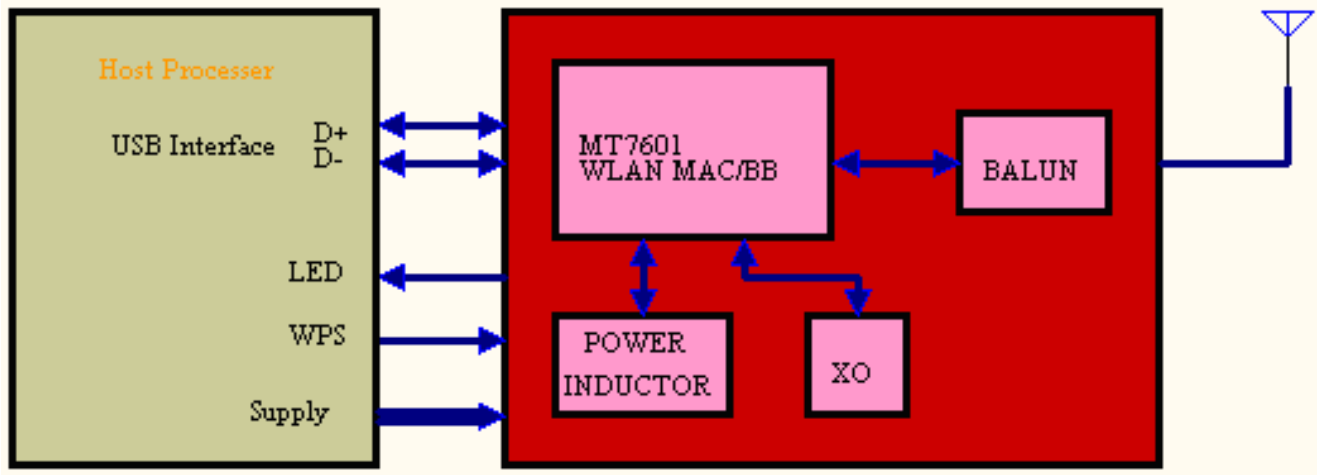 Host Processer
USB Interface
D+
D-
LED
WPS
Supply
MT7601
WLAN MAC/BB
BALUN
POWER
INDUCTOR
XO